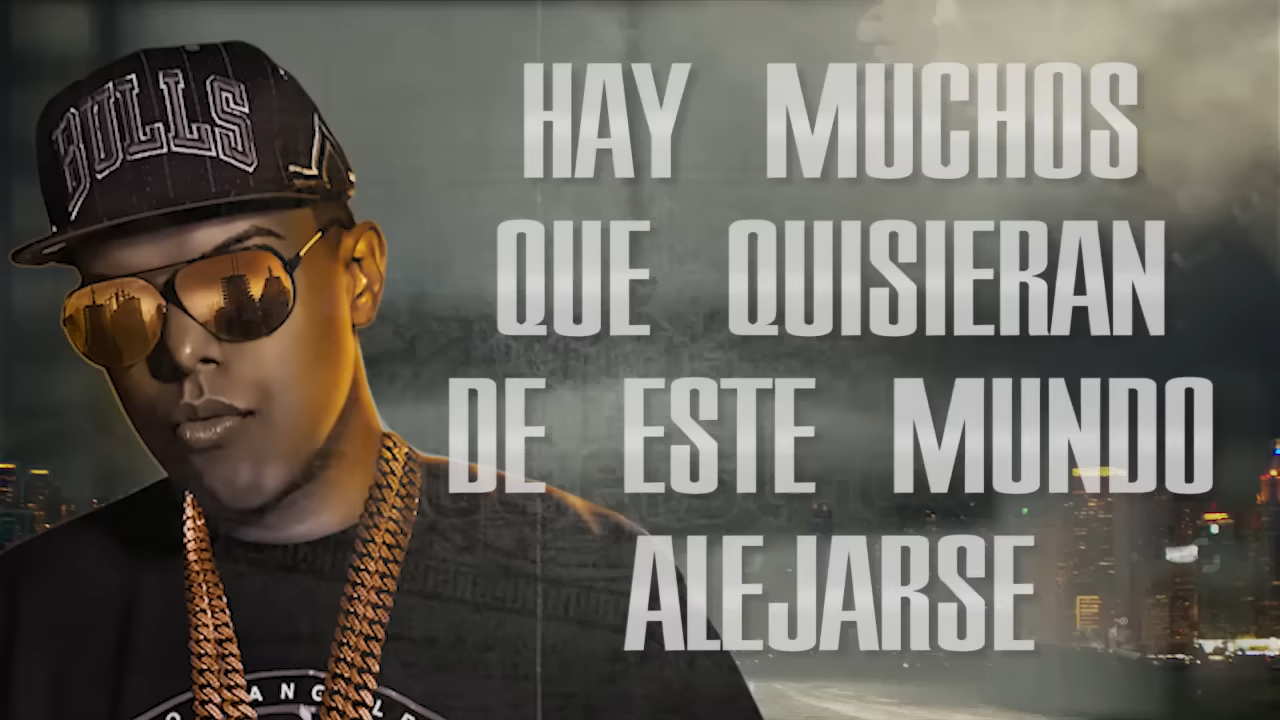 BULLS
HAY MUCHOS
QUE QUISIERAN
DE ESTE MUNDO
ALEJARSE